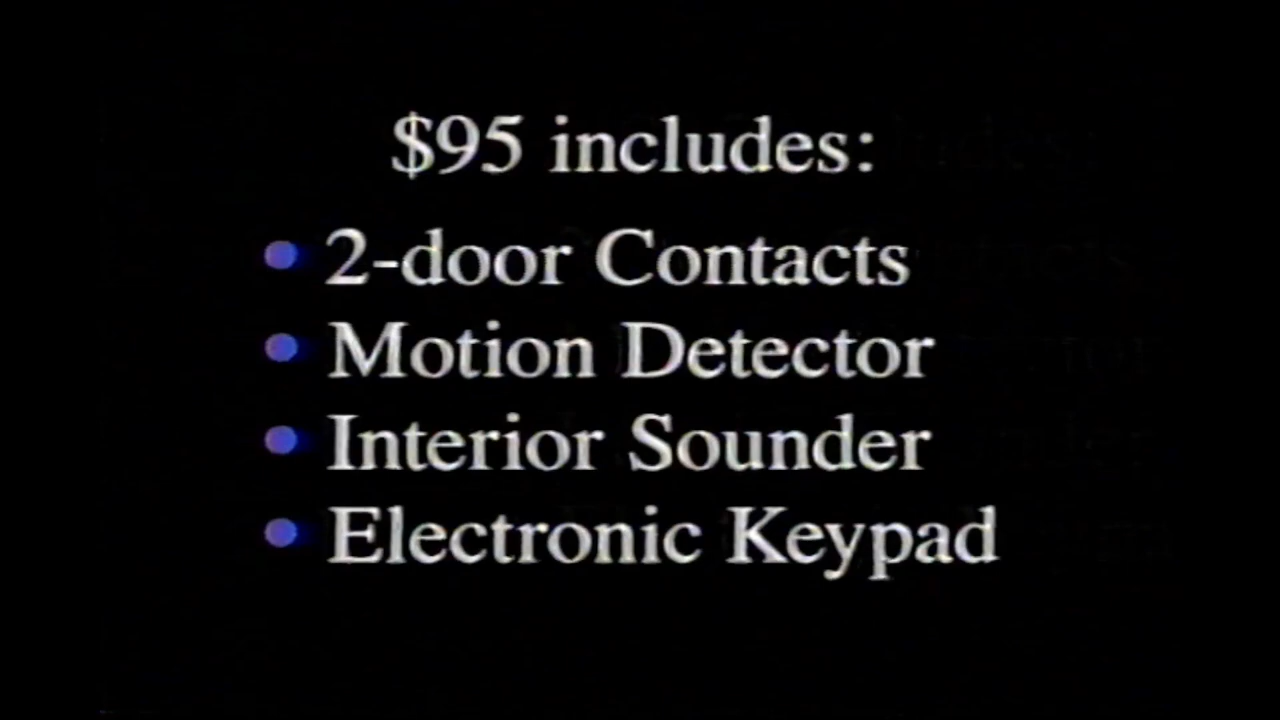 $95 includes:
• 2-door Contacts
• Motion Detector
• Interior Sounder
• Electronic Keypad